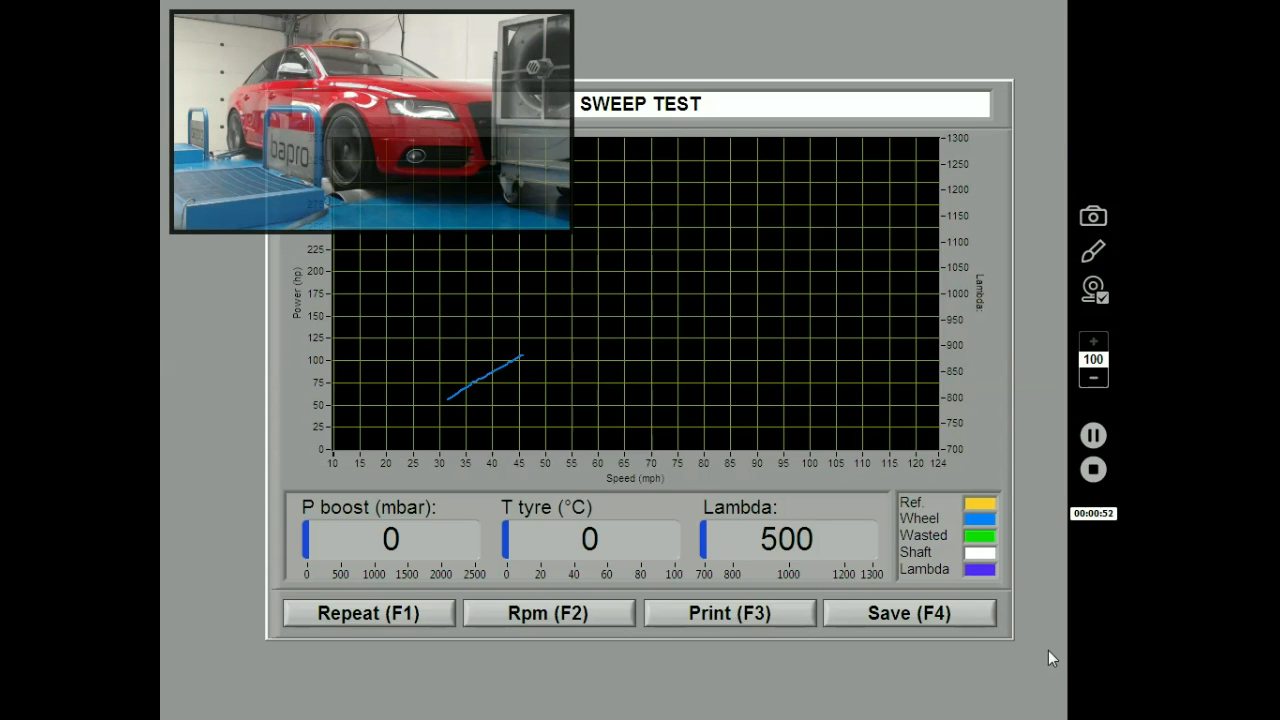 SWEEP TEST
bapro
225
200
175
150
125
100
75
50
25
0
Power (hp)
10 15 20 25 30 35 40 45 50 55 60 65 70 75 80 85 90 95 100 105 110 115 120 124
Speed (mph)
1300
1250
1200
1150
1100
1050
1000
950
900
850
800
750
700
Lambda:
P boost (mbar):
0
0 500 1000 1500 2000 2500
T tyre (°C)
0
0 20 40 60 80 100
Lambda:
500
700 800 1000 1200 1300
Ref.
Wheel
Wasted
Shaft
Lambda
Repeat (F1)
Rpm (F2)
Print (F3)
Save (F4)
+
100
−
00:00:52